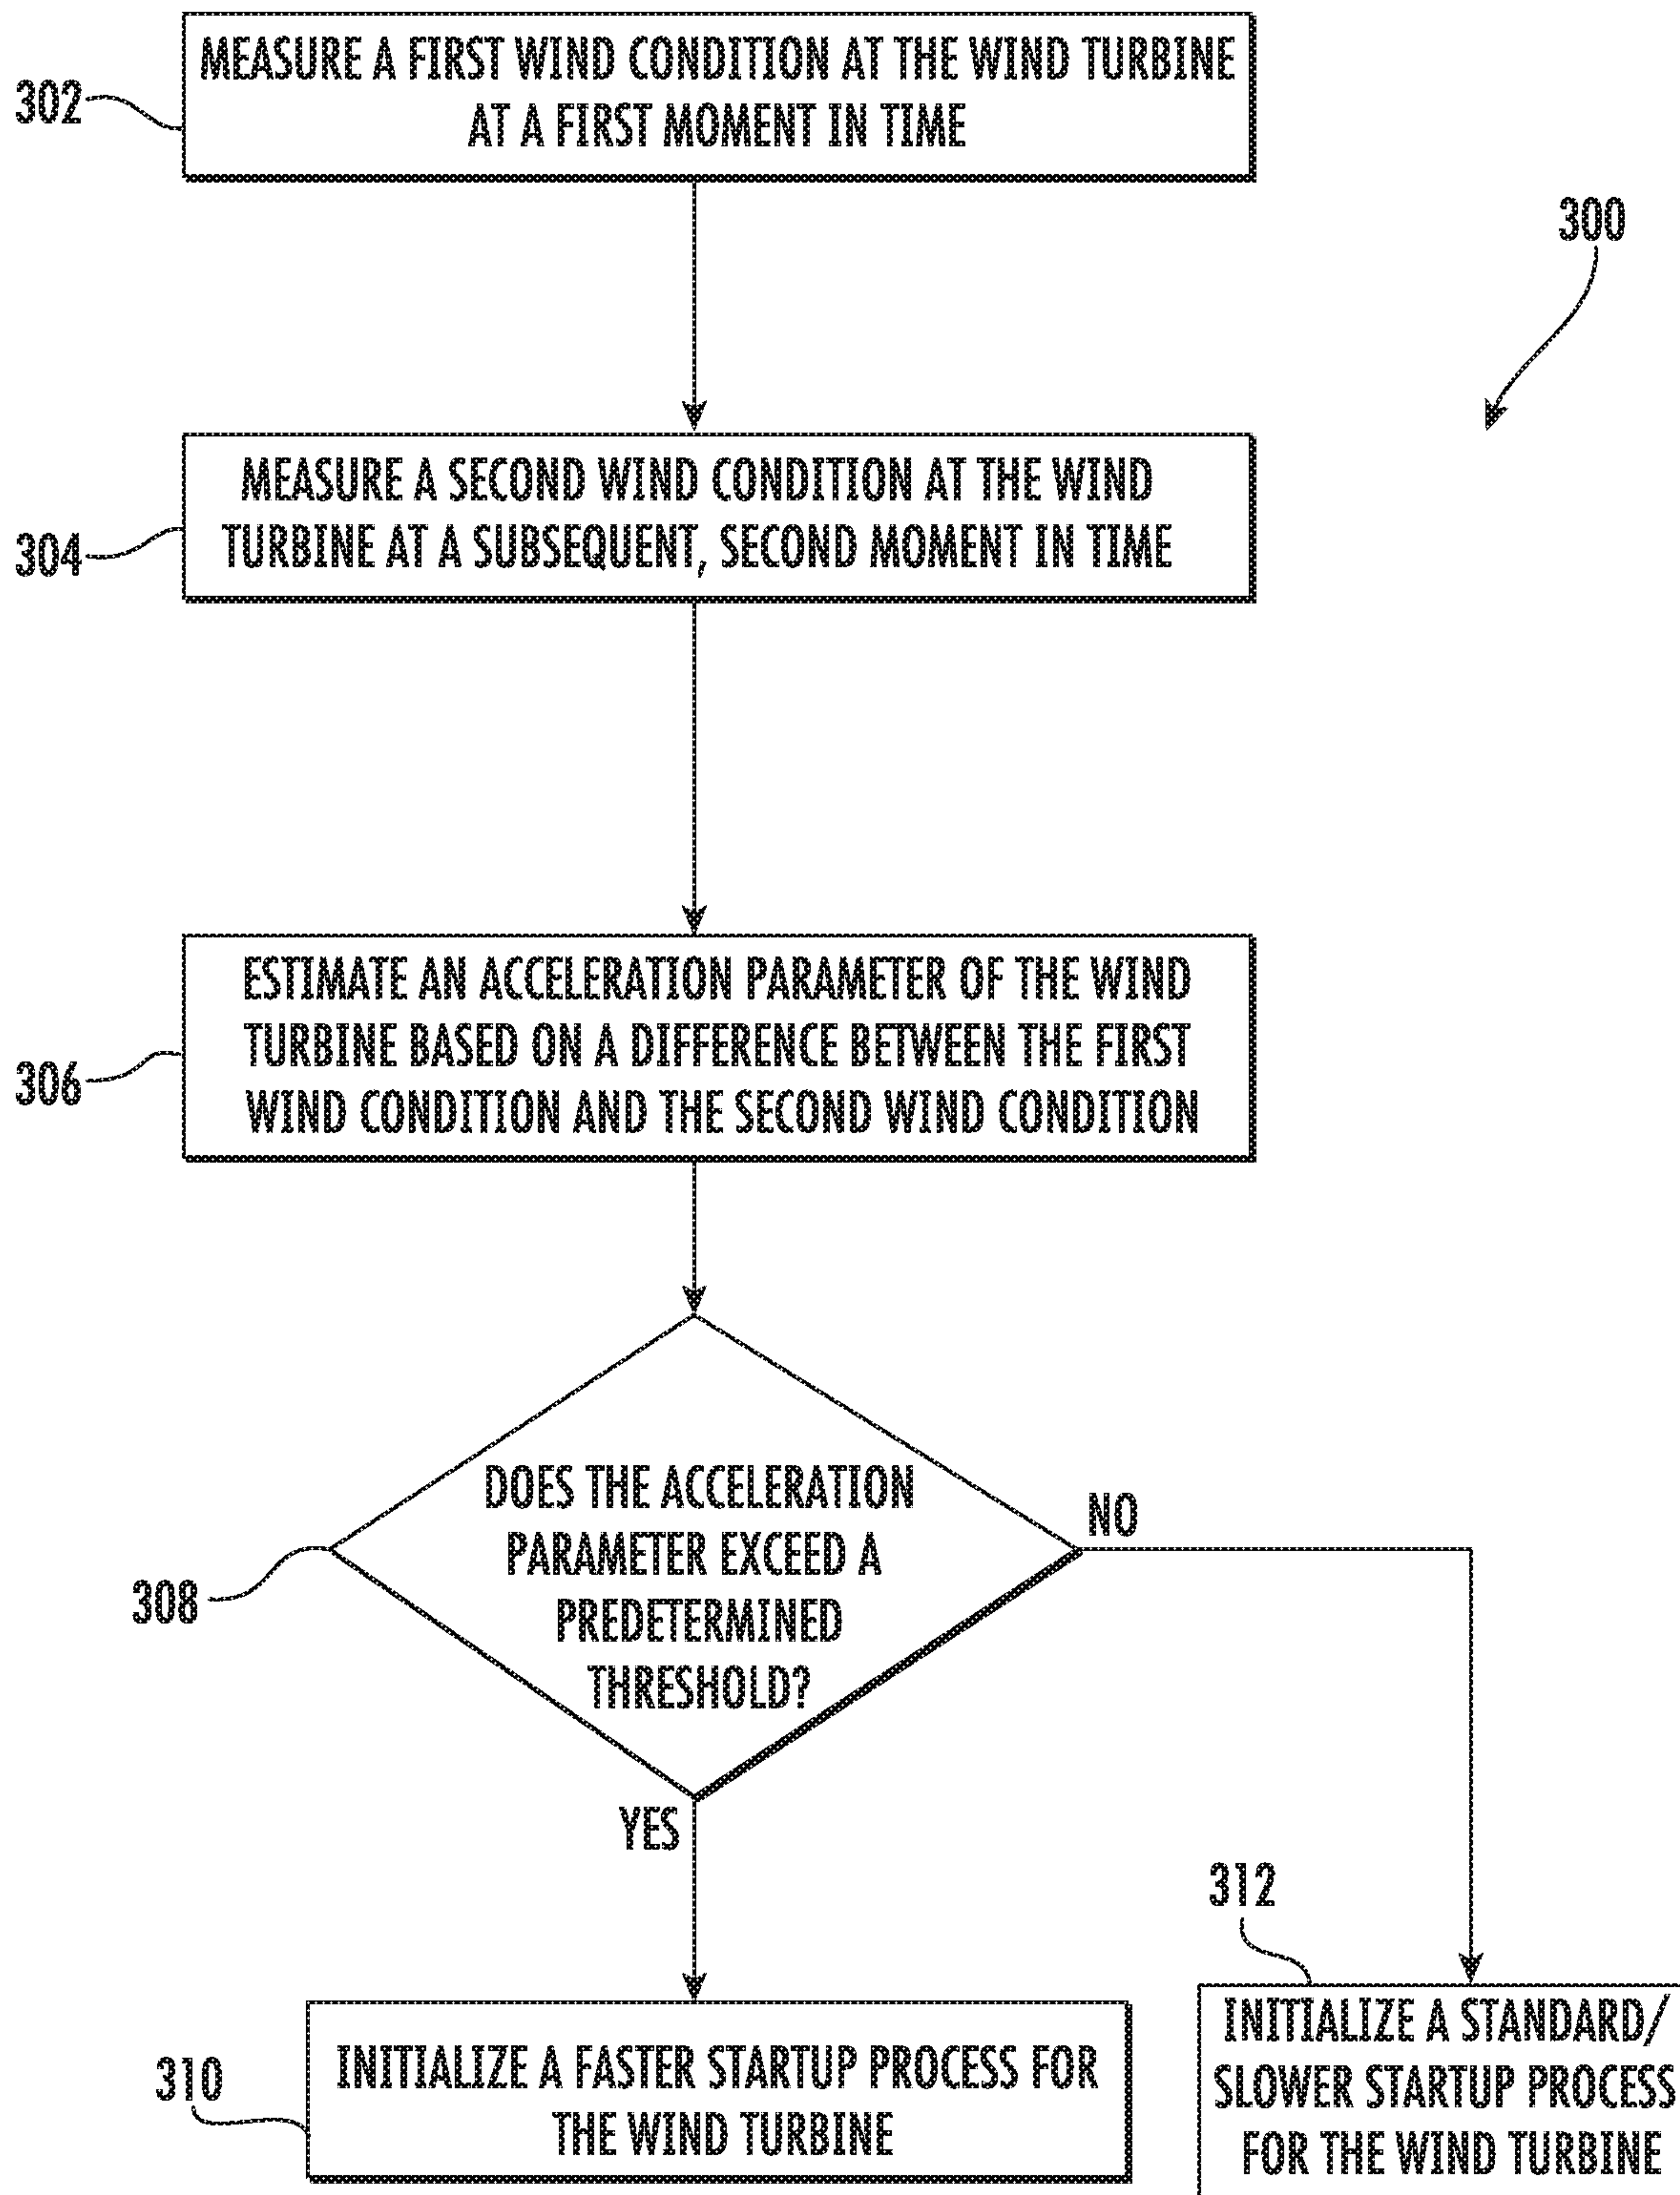 MEASURE A FIRST WIND CONDITION AT THE WIND TURBINE
AT A FIRST MOMENT IN TIME
302
300
MEASURE A SECOND WIND CONDITION AT THE WIND
TURBINE AT A SUBSEQUENT, SECOND MOMENT IN TIME
304
ESTIMATE AN ACCELERATION PARAMETER OF THE WIND
TURBINE BASED ON A DIFFERENCE BETWEEN THE FIRST
WIND CONDITION AND THE SECOND WIND CONDITION
306
DOES THE ACCELERATION
PARAMETER EXCEED A
PREDETERMINED
THRESHOLD?
308
NO
YES
312
310
INITIALIZE A FASTER STARTUP PROCESS FOR
THE WIND TURBINE
INITIALIZE A STANDARD/
SLOWER STARTUP PROCESS
FOR THE WIND TURBINE